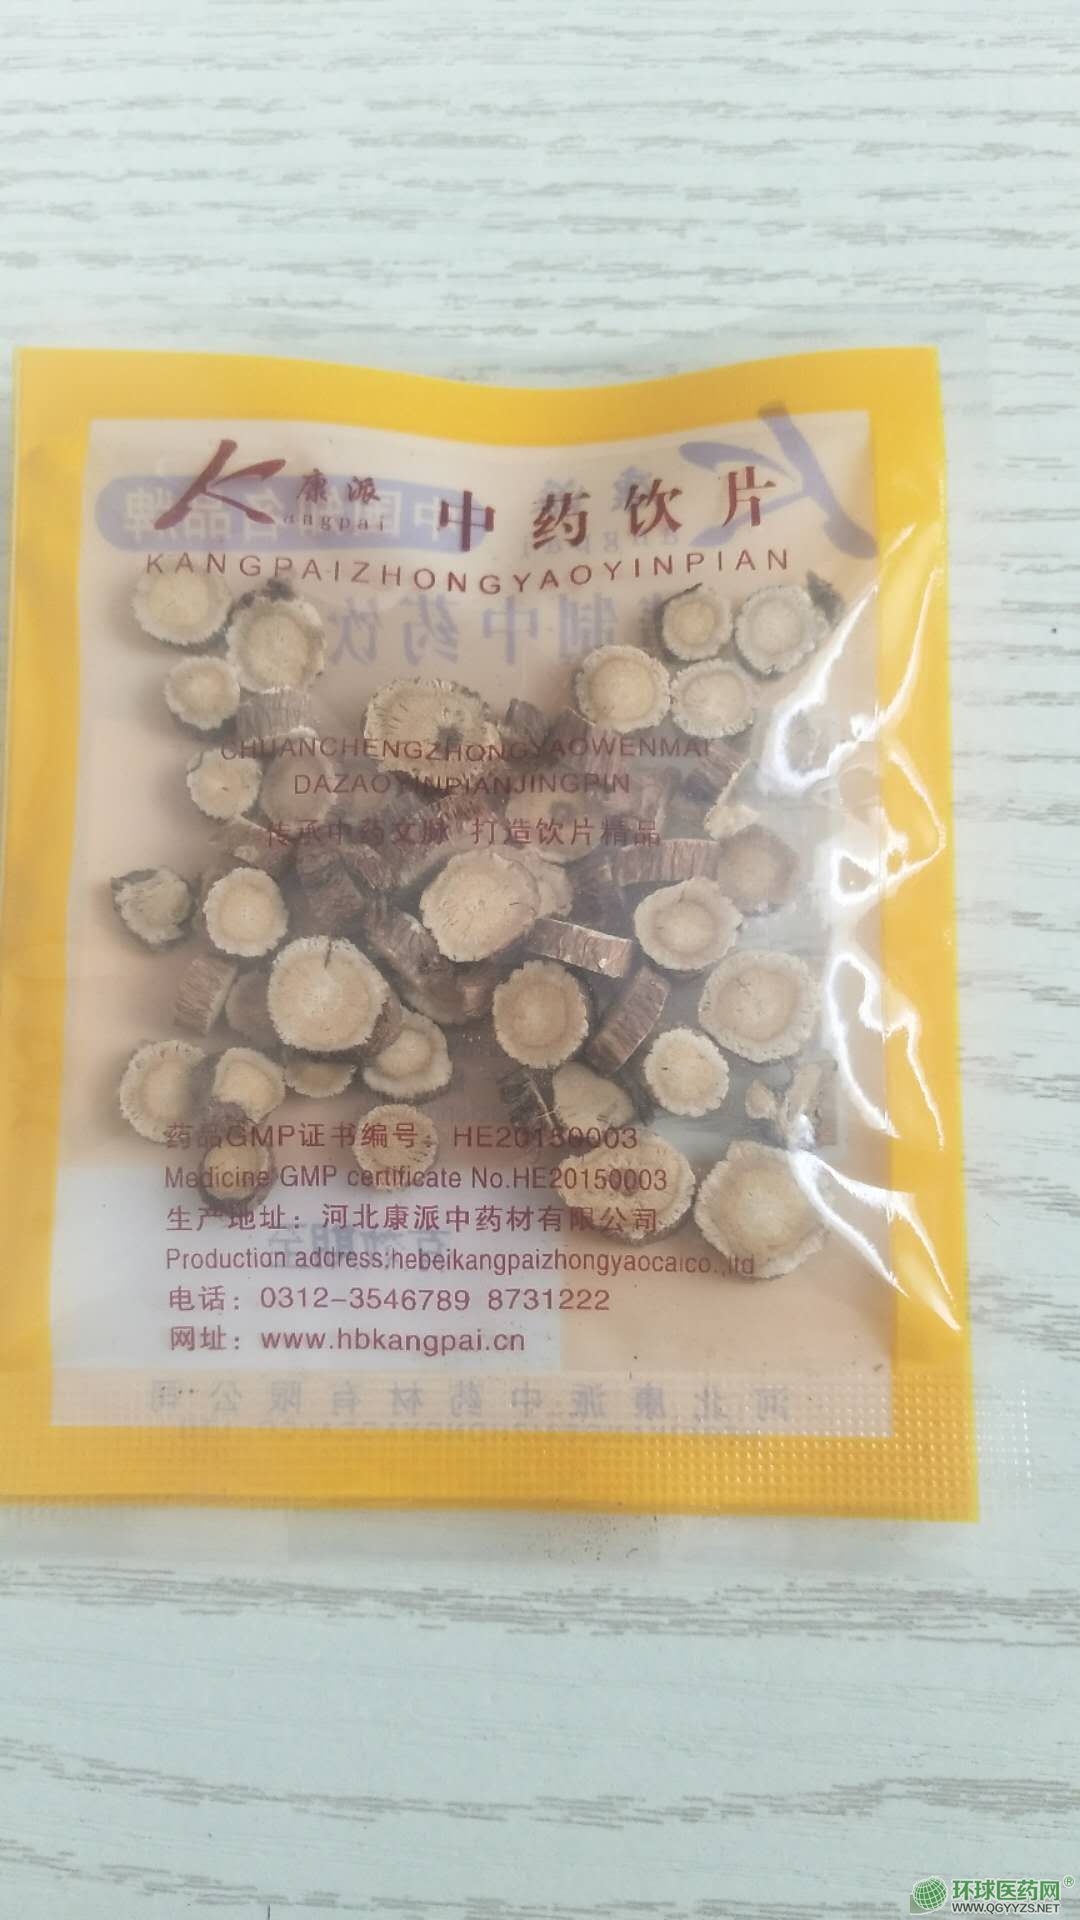 康派
angpai
中药饮片
KANGPAIZHONGYAOYINPIAN
CHUANCHENGZHONGYAOWENMAI
DAZAOYINPIANJINGPIN
传承中药文脉 打造饮片精品
药品GMP证书编号：HE20150003
Medicine GMP certificate No.HE20150003
生产地址：河北康派中药材有限公司
Production address:hebeikangpaizhongyaocaico.,ltd
电话：0312-3546789 8731222
网址：www.hbkangpai.cn
河北康派中药材有限公司
环球医药网®
WWW.QGYYZS.NET